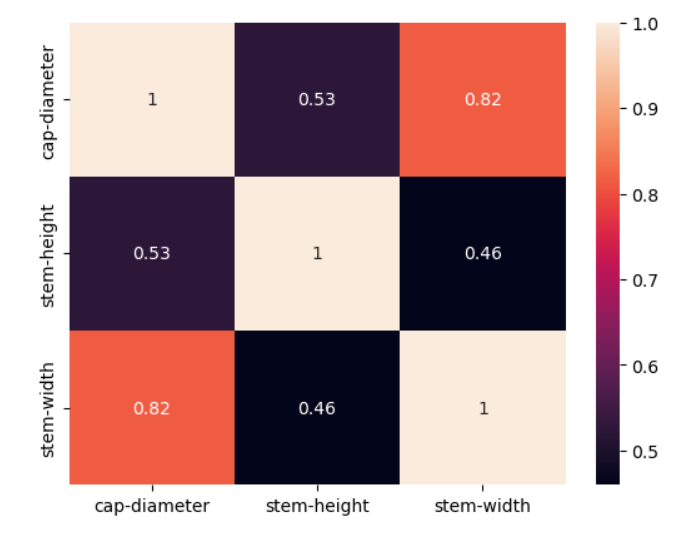 cap-diameter
1
0.53
0.82
stem-height
0.53
1
0.46
stem-width
0.82
0.46
1
cap-diameter
stem-height
stem-width
1.0
0.9
0.8
0.7
0.6
0.5